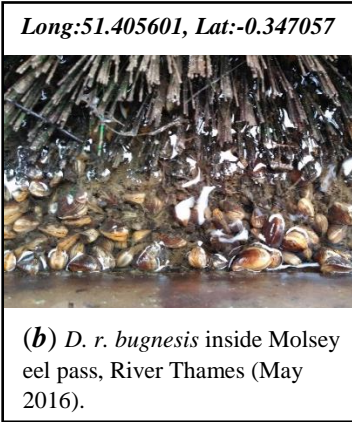 Long:51.405601, Lat:-0.347057
(b) D. r. bugnesis inside Molsey
eel pass, River Thames (May
2016).